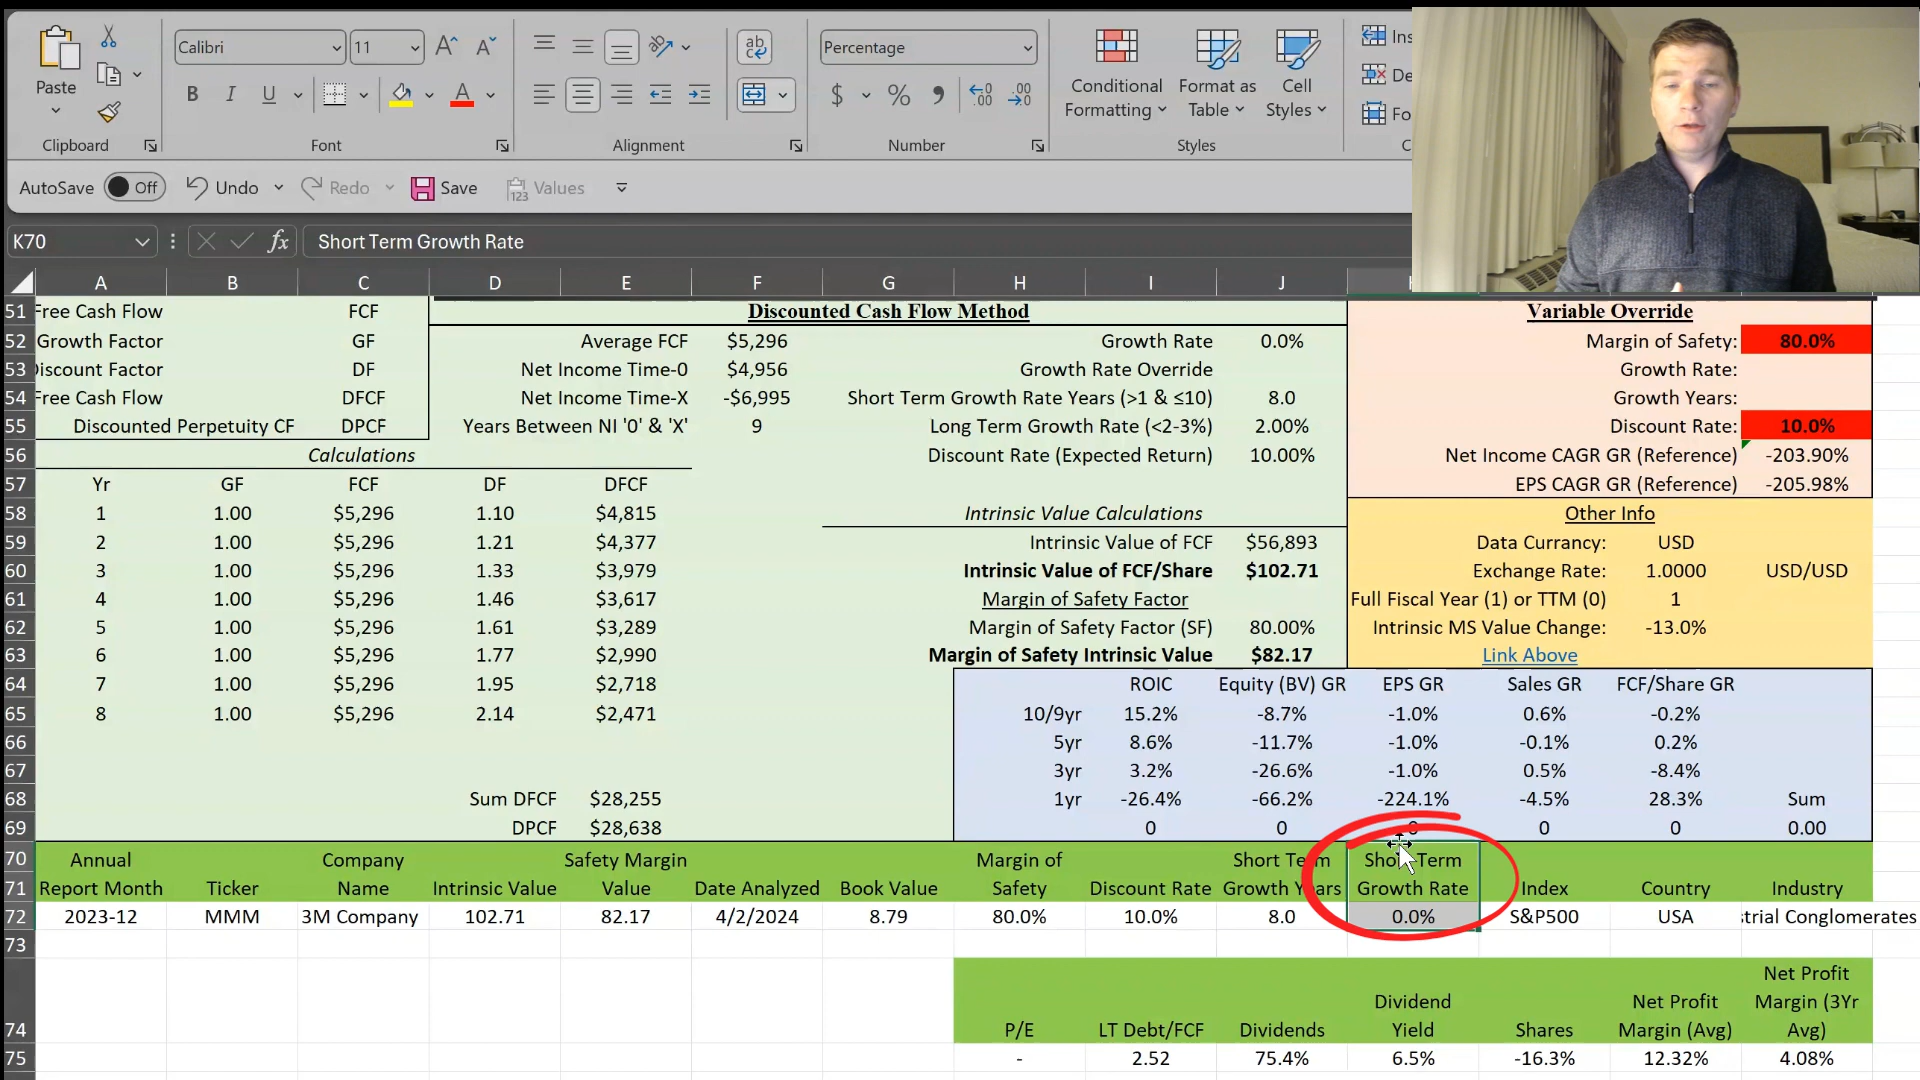 Calibri 11 ab Percentage Ins
Paste Conditional Format as Cell De
B I U $ % Formatting Table Styles Fo
Clipboard Font Alignment Number Styles C
AutoSave Off Undo Redo Save 123 Values
K70 fx Short Term Growth Rate
A B C D E F G H I J
51 Free Cash Flow FCF Discounted Cash Flow Method Variable Override
52 Growth Factor GF Average FCF $5,296 Growth Rate 0.0% Margin of Safety: 80.0%
53 Discount Factor DF Net Income Time-0 $4,956 Growth Rate Override Growth Rate:
54 Free Cash Flow DFCF Net Income Time-X -$6,995 Short Term Growth Rate Years (>1 & ≤10) 8.0 Growth Years:
55 Discounted Perpetuity CF DPCF Years Between NI '0' & 'X' 9 Long Term Growth Rate (<2-3%) 2.00% Discount Rate: 10.0%
56 Calculations Discount Rate (Expected Return) 10.00% Net Income CAGR GR (Reference) -203.90%
57 Yr GF FCF DF DFCF EPS CAGR GR (Reference) -205.98%
58 1 1.00 $5,296 1.10 $4,815 Intrinsic Value Calculations Other Info
59 2 1.00 $5,296 1.21 $4,377 Intrinsic Value of FCF $56,893 Data Currency: USD
60 3 1.00 $5,296 1.33 $3,979 Intrinsic Value of FCF/Share $102.71 Exchange Rate: 1.0000 USD/USD
61 4 1.00 $5,296 1.46 $3,617 Margin of Safety Factor Full Fiscal Year (1) or TTM (0) 1
62 5 1.00 $5,296 1.61 $3,289 Margin of Safety Factor (SF) 80.00% Intrinsic MS Value Change: -13.0%
63 6 1.00 $5,296 1.77 $2,990 Margin of Safety Intrinsic Value $82.17 Link Above
64 7 1.00 $5,296 1.95 $2,718 ROIC Equity (BV) GR EPS GR Sales GR FCF/Share GR
65 8 1.00 $5,296 2.14 $2,471 10/9yr 15.2% -8.7% -1.0% 0.6% -0.2%
66 5yr 8.6% -11.7% -1.0% -0.1% 0.2%
67 3yr 3.2% -26.6% -1.0% 0.5% -8.4%
68 Sum DFCF $28,255 1yr -26.4% -66.2% -224.1% -4.5% 28.3% Sum
69 DPCF $28,638 0 0 0 0 0 0.00
70 Annual Company Safety Margin Margin of Short Term Short Term
71 Report Month Ticker Name Intrinsic Value Value Date Analyzed Book Value Safety Discount Rate Growth Years Growth Rate Index Country Industry
72 2023-12 MMM 3M Company 102.71 82.17 4/2/2024 8.79 80.0% 10.0% 8.0 0.0% S&P500 USA strial Conglomerates
73
Net Profit
Dividend Net Profit Margin (3Yr
74 P/E LT Debt/FCF Dividends Yield Shares Margin (Avg) Avg)
75 - 2.52 75.4% 6.5% -16.3% 12.32% 4.08%